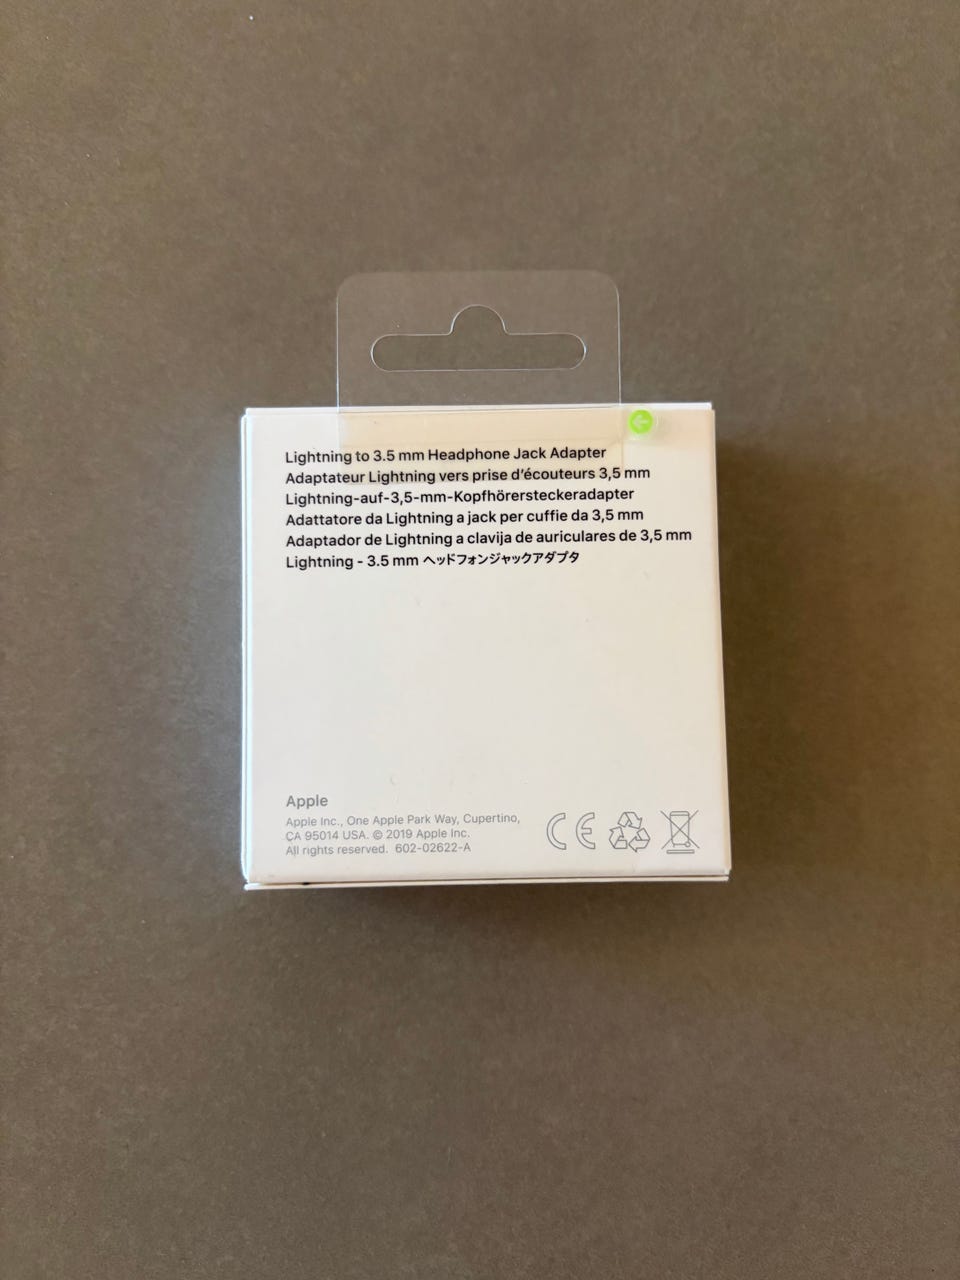 Lightning to 3.5 mm Headphone Jack Adapter
Adaptateur Lightning vers prise d'écouteurs 3,5 mm
Lightning-auf-3,5-mm-Kopfhörersteckeradapter
Adattatore da Lightning a jack per cuffie da 3,5 mm
Adaptador de Lightning a clavija de auriculares de 3,5 mm
Lightning - 3.5 mm ヘッドフォンジャックアダプタ
Apple
Apple Inc., One Apple Park Way, Cupertino,
CA 95014 USA. © 2019 Apple Inc.
All rights reserved. 602-02622-A
CE